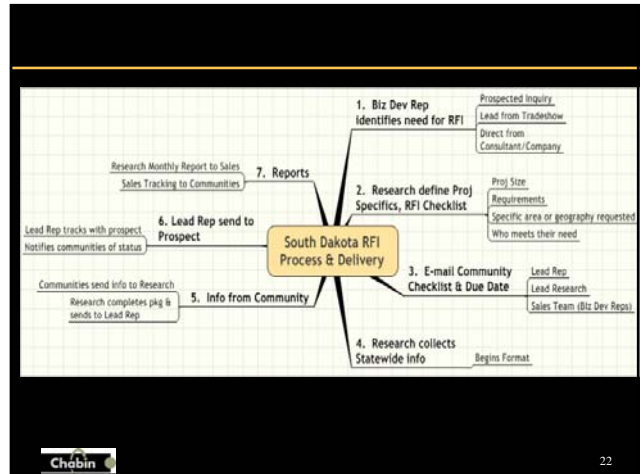 South Dakota RFI
Process & Delivery
1. Biz Dev Rep
identifies need for RFI
Prospected Inquiry
Lead from Tradeshow
Direct from
Consultant/Company
2. Research define Proj
Specifics, RFI Checklist
Proj Size
Requirements
Specific area or geography requested
Who meets their need
3. E-mail Community
Checklist & Due Date
Lead Rep
Lead Research
Sales Team (Biz Dev Reps)
4. Research collects
Statewide info
Begins Format
5. Info from Community
Communities send info to Research
Research completes pkg &
sends to Lead Rep
6. Lead Rep send to
Prospect
Lead Rep tracks with prospect
Notifies communities of status
7. Reports
Research Monthly Report to Sales
Sales Tracking to Communities
Chabin
22